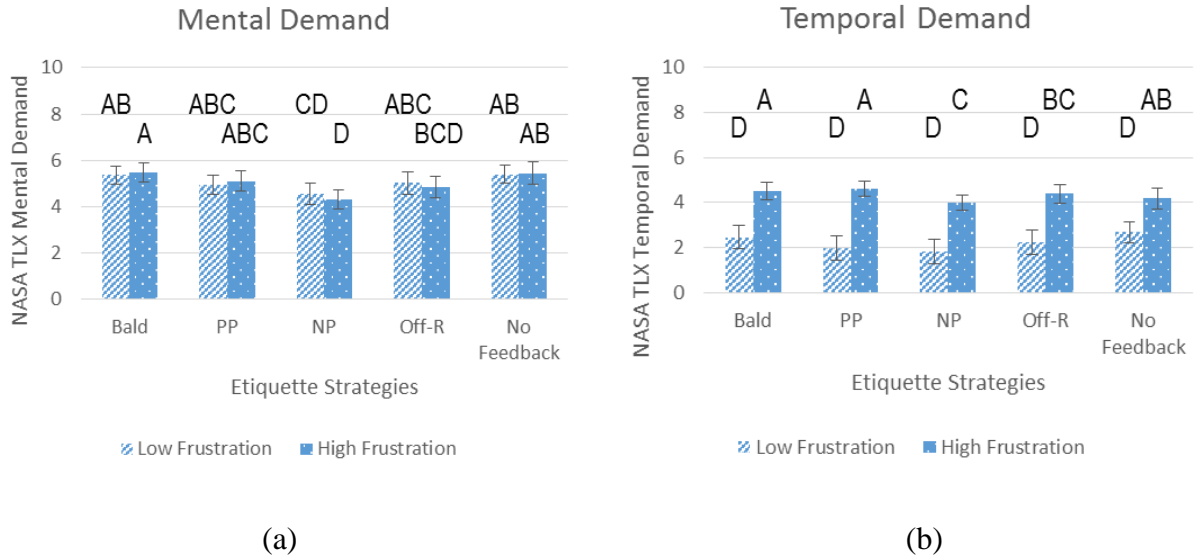 Mental Demand
NASA TLX Mental Demand
10
8
6
4
2
0
AB ABC CD ABC AB
A ABC D BCD AB
Bald PP NP Off-R No
Feedback
Etiquette Strategies
Low Frustration High Frustration
(a)
Temporal Demand
NASA TLX Temporal Demand
10
8
6
4
2
0
A A C BC AB
D D D D D
Bald PP NP Off-R No
Feedback
Etiquette Strategies
Low Frustration High Frustration
(b)